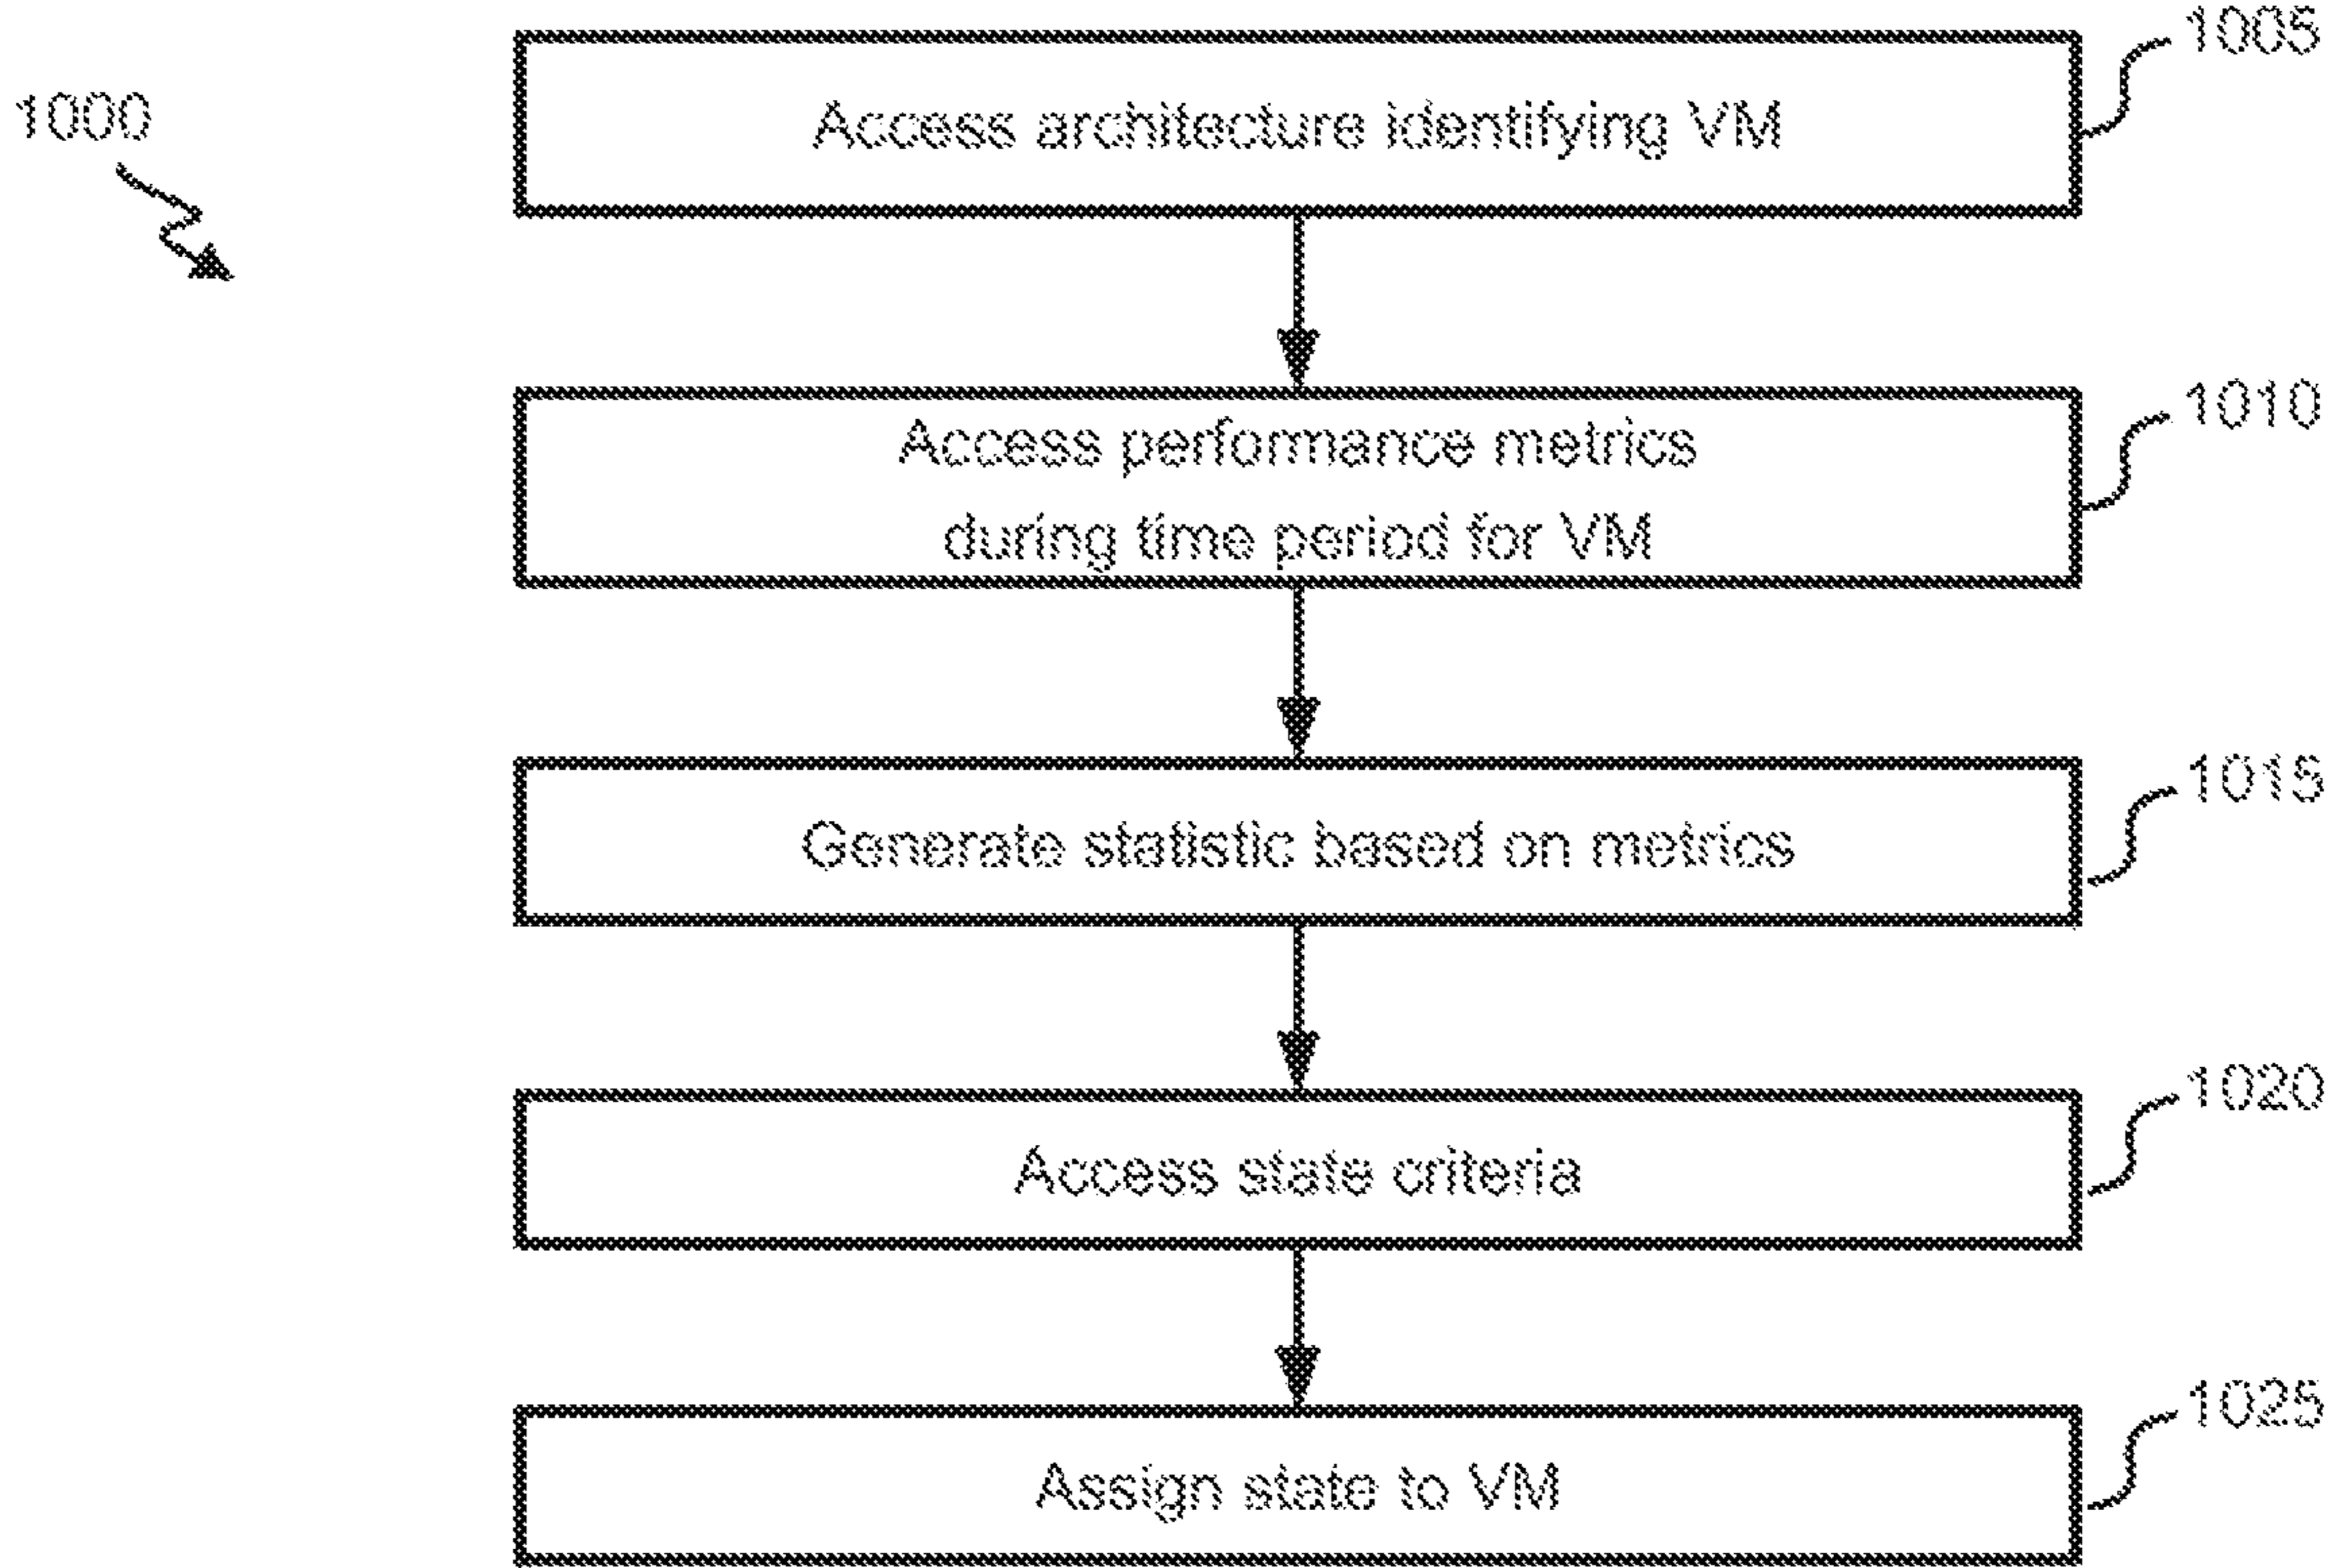 1000
Access architecture identifying VM
1005
Access performance metrics
during time period for VM
1010
Generate statistic based on metrics
1015
Access state criteria
1020
Assign state to VM
1025